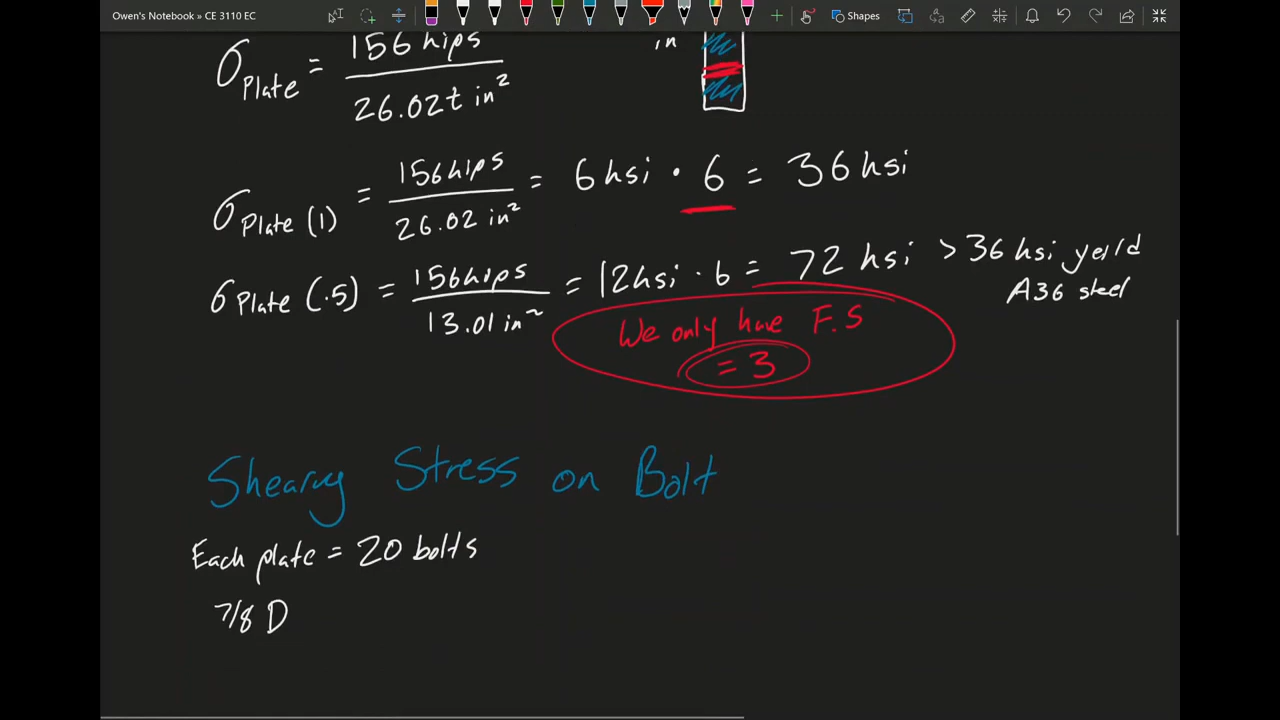 Owen's Notebook » CE 3110 EC
Shapes
σPlate = 156 kips / 26.02t in²
in
σPlate (1) = 156 kips / 26.02 in² = 6 ksi · 6 = 36 ksi
σPlate (.5) = 156 kips / 13.01 in² = 12 ksi · 6 = 72 ksi > 36 ksi yeild
A36 steel
We only have F.S
= 3
Shearing Stress on Bolt
Each plate = 20 bolts
7/8 D